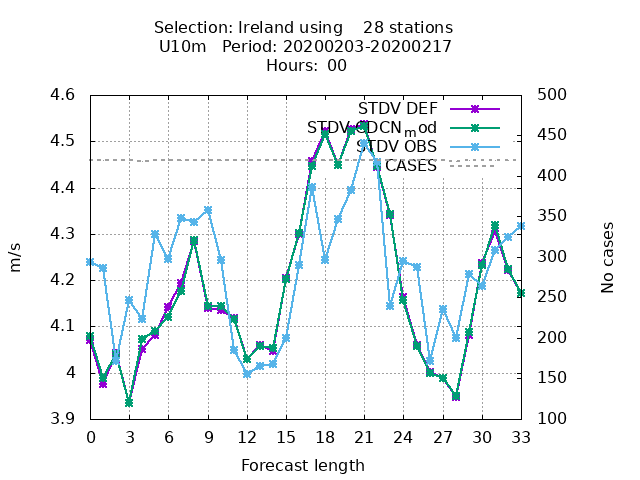 Selection: Ireland using    28 stations
U10m   Period: 20200203-20200217
Hours:  00
4.6 500
STDV DEF
4.5 450
STDV CDCNmod
STDV OBS
CASES
4.4 400
350
4.3 300
4.2 250
4.1 200
4 150
3.9 100
m/s
No cases
0 3 6 9 12 15 18 21 24 27 30 33
Forecast length